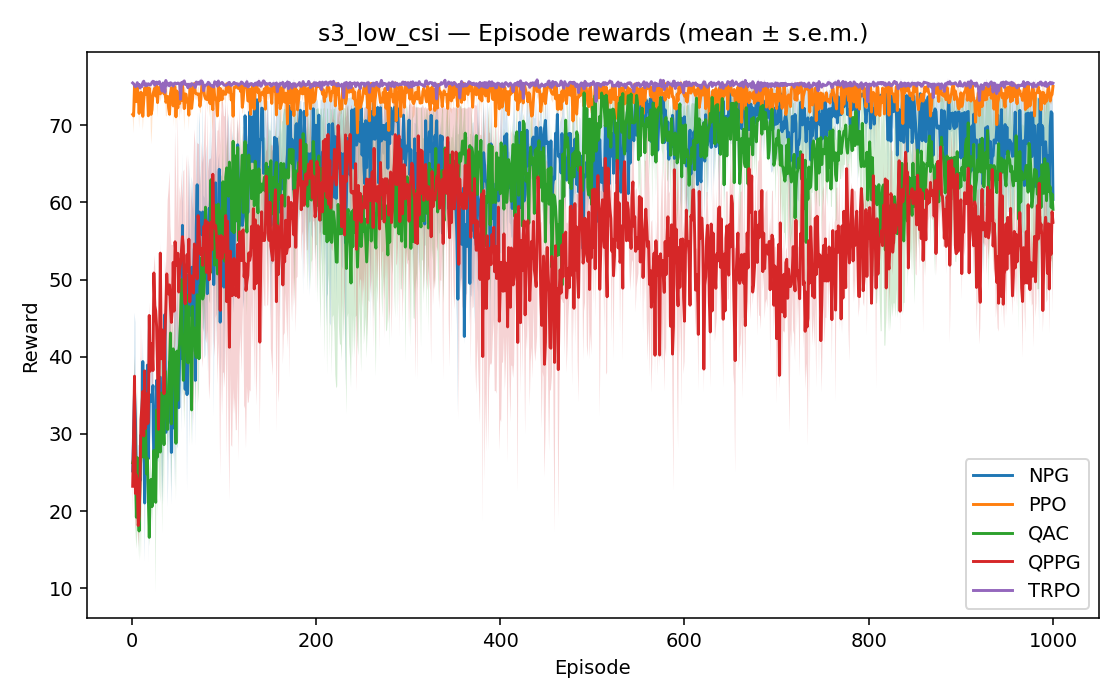 s3_low_csi — Episode rewards (mean ± s.e.m.)
Reward
70
60
50
40
30
20
10
0
200
400
600
800
1000
Episode
NPG
PPO
QAC
QPPG
TRPO